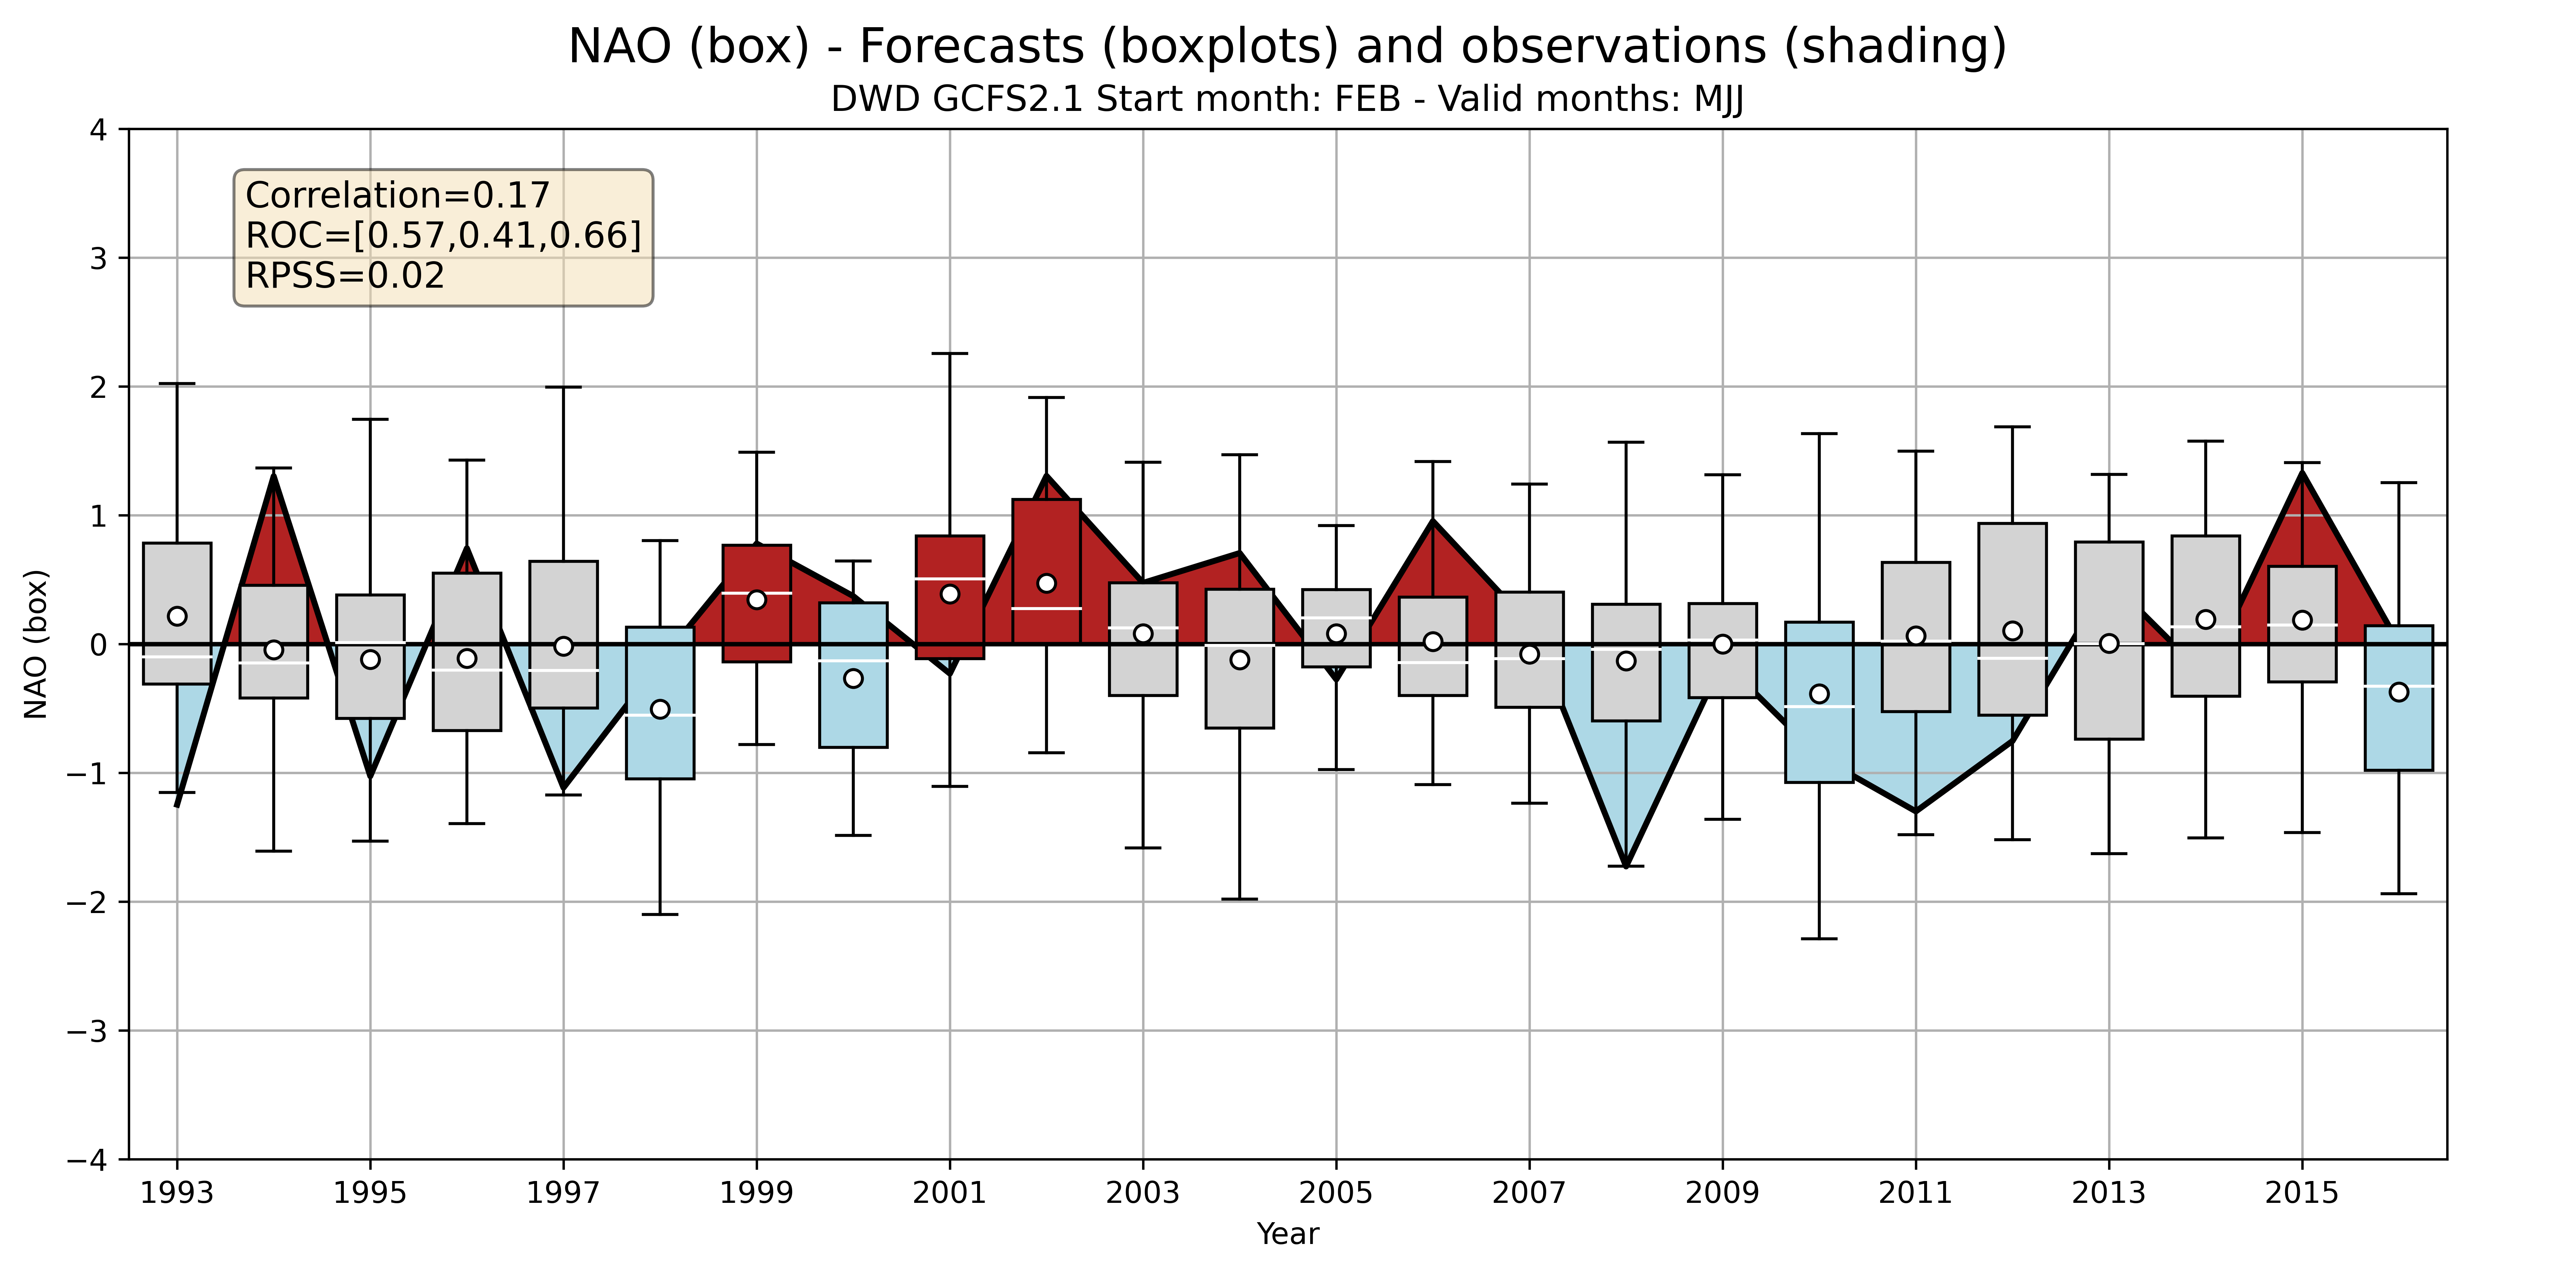 NAO (box) - Forecasts (boxplots) and observations (shading)
DWD GCFS2.1 Start month: FEB - Valid months: MJJ
Correlation=0.17
ROC=[0.57,0.41,0.66]
RPSS=0.02
NAO (box)
4
3
2
1
0
−1
−2
−3
−4
1993 1995 1997 1999 2001 2003 2005 2007 2009 2011 2013 2015
Year